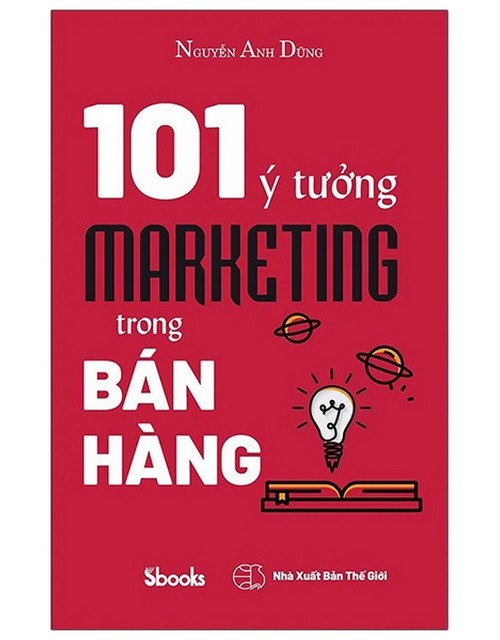 NGUYỄN ANH DŨNG
101 ý tưởng
MARKETING
trong
BÁN
HÀNG
Sbooks
Nhà Xuất Bản Thế Giới